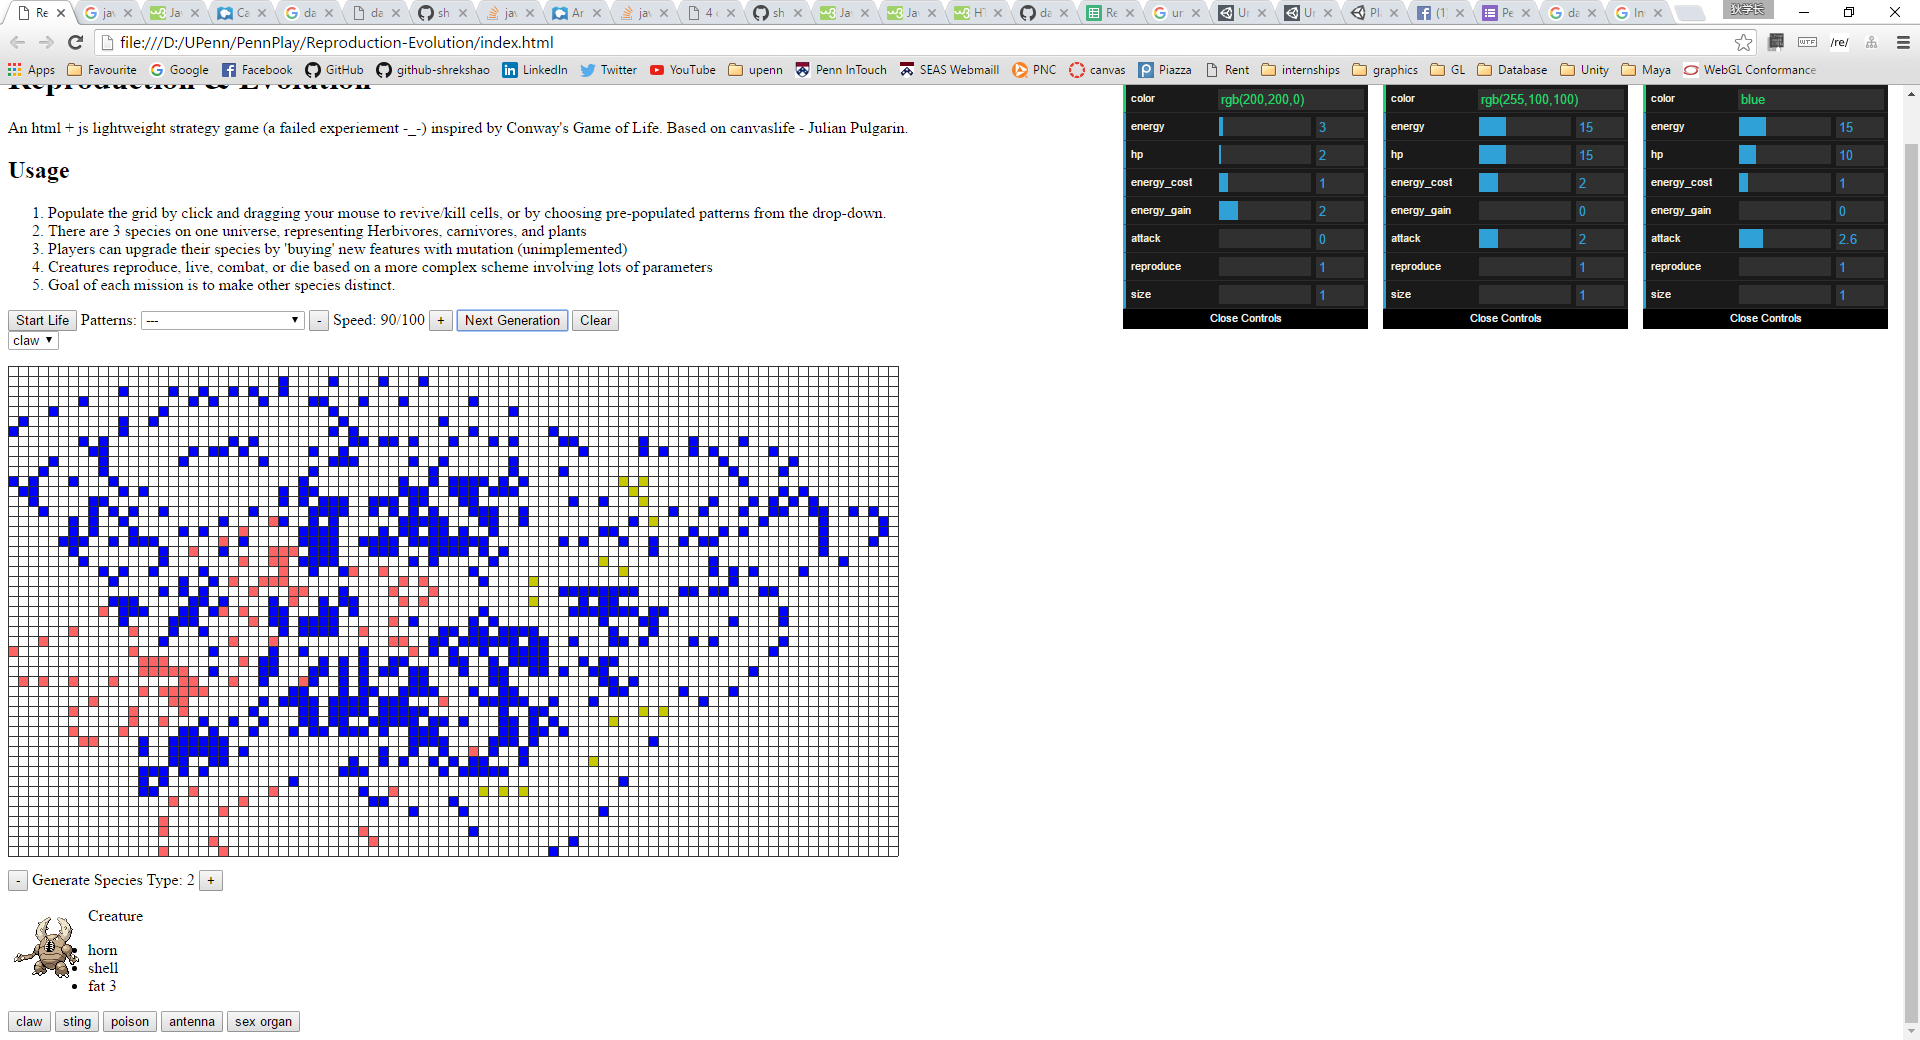 Re
jav
Jav
Jav
Ca
da
da
sh
jav
Ar
jav
4 c
sh
Jav
Jav
HT
da
Re
ur
Ur
Ur
Pl
(1)
Pe
da
In
file:///D:/UPenn/PennPlay/Reproduction-Evolution/index.html
WTF
/re/
Apps Favourite Google Facebook GitHub github-shrekshao LinkedIn Twitter YouTube upenn Penn InTouch SEAS Webmaill PNC canvas Piazza Rent internships graphics GL Database Unity Maya WebGL Conformance
Reproduction & Evolution
An html + js lightweight strategy game (a failed experiement -_-) inspired by Conway's Game of Life. Based on canvaslife - Julian Pulgarin.
Usage
1. Populate the grid by click and dragging your mouse to revive/kill cells, or by choosing pre-populated patterns from the drop-down.
2. There are 3 species on one universe, representing Herbivores, carnivores, and plants
3. Players can upgrade their species by 'buying' new features with mutation (unimplemented)
4. Creatures reproduce, live, combat, or die based on a more complex scheme involving lots of parameters
5. Goal of each mission is to make other species distinct.
Start Life Patterns: --- - Speed: 90/100 + Next Generation Clear
claw
color rgb(200,200,0)
energy 3
hp 2
energy_cost 1
energy_gain 2
attack 0
reproduce 1
size 1
Close Controls
color rgb(255,100,100)
energy 15
hp 15
energy_cost 2
energy_gain 0
attack 2
reproduce 1
size 1
Close Controls
color blue
energy 15
hp 10
energy_cost 1
energy_gain 0
attack 2.6
reproduce 1
size 1
Close Controls
- Generate Species Type: 2 +
Creature
horn
shell
fat 3
claw sting poison antenna sex organ